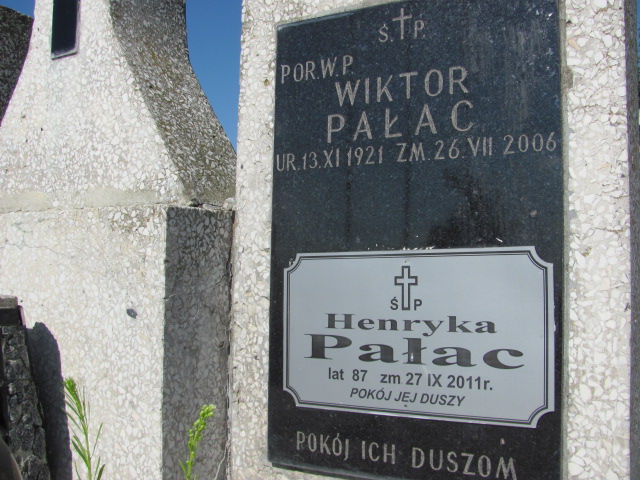 Ś.P
POR.W.P
WIKTOR
PAŁAC
UR.13.XI 1921 ZM.26.VII 2006
Ś P
Henryka
Pałac
lat 87 zm 27 IX 2011r.
POKÓJ JEJ DUSZY
POKÓJ ICH DUSZOM